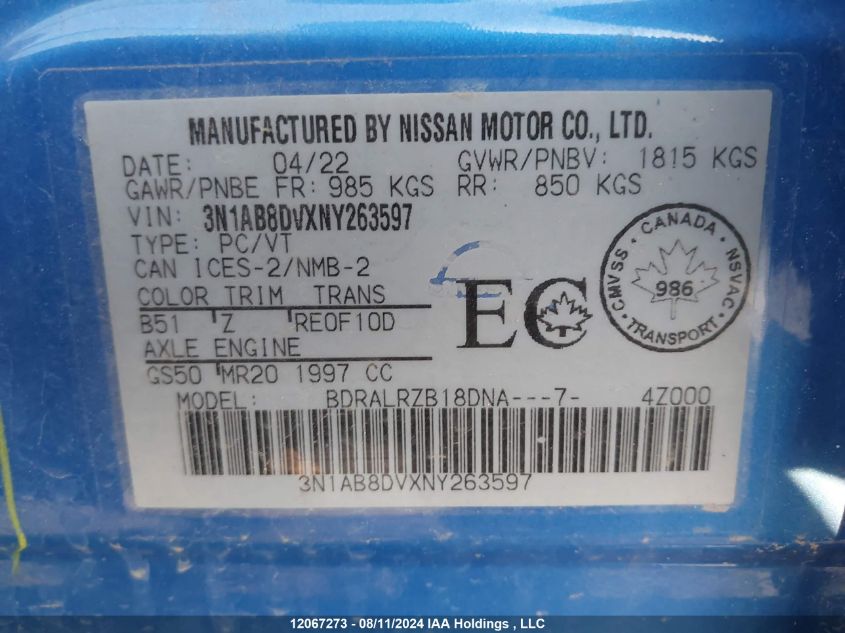 MANUFACTURED BY NISSAN MOTOR CO., LTD.
DATE: 04/22 GVWR/PNBV: 1815 KGS
GAWR/PNBE FR: 985 KGS RR: 850 KGS
VIN: 3N1AB8DVXNY263597
TYPE: PC/VT
CAN ICES-2/NMB-2
COLOR TRIM TRANS
B51 Z RE0F10D
AXLE ENGINE
GS50 MR20 1997 CC
EC
CANADA
CMVSS · NSVAC
986
TRANSPORT
MODEL: BDRALRZB18DNA---7- 4Z000
3N1AB8DVXNY263597
12067273 - 08/11/2024 IAA Holdings, LLC